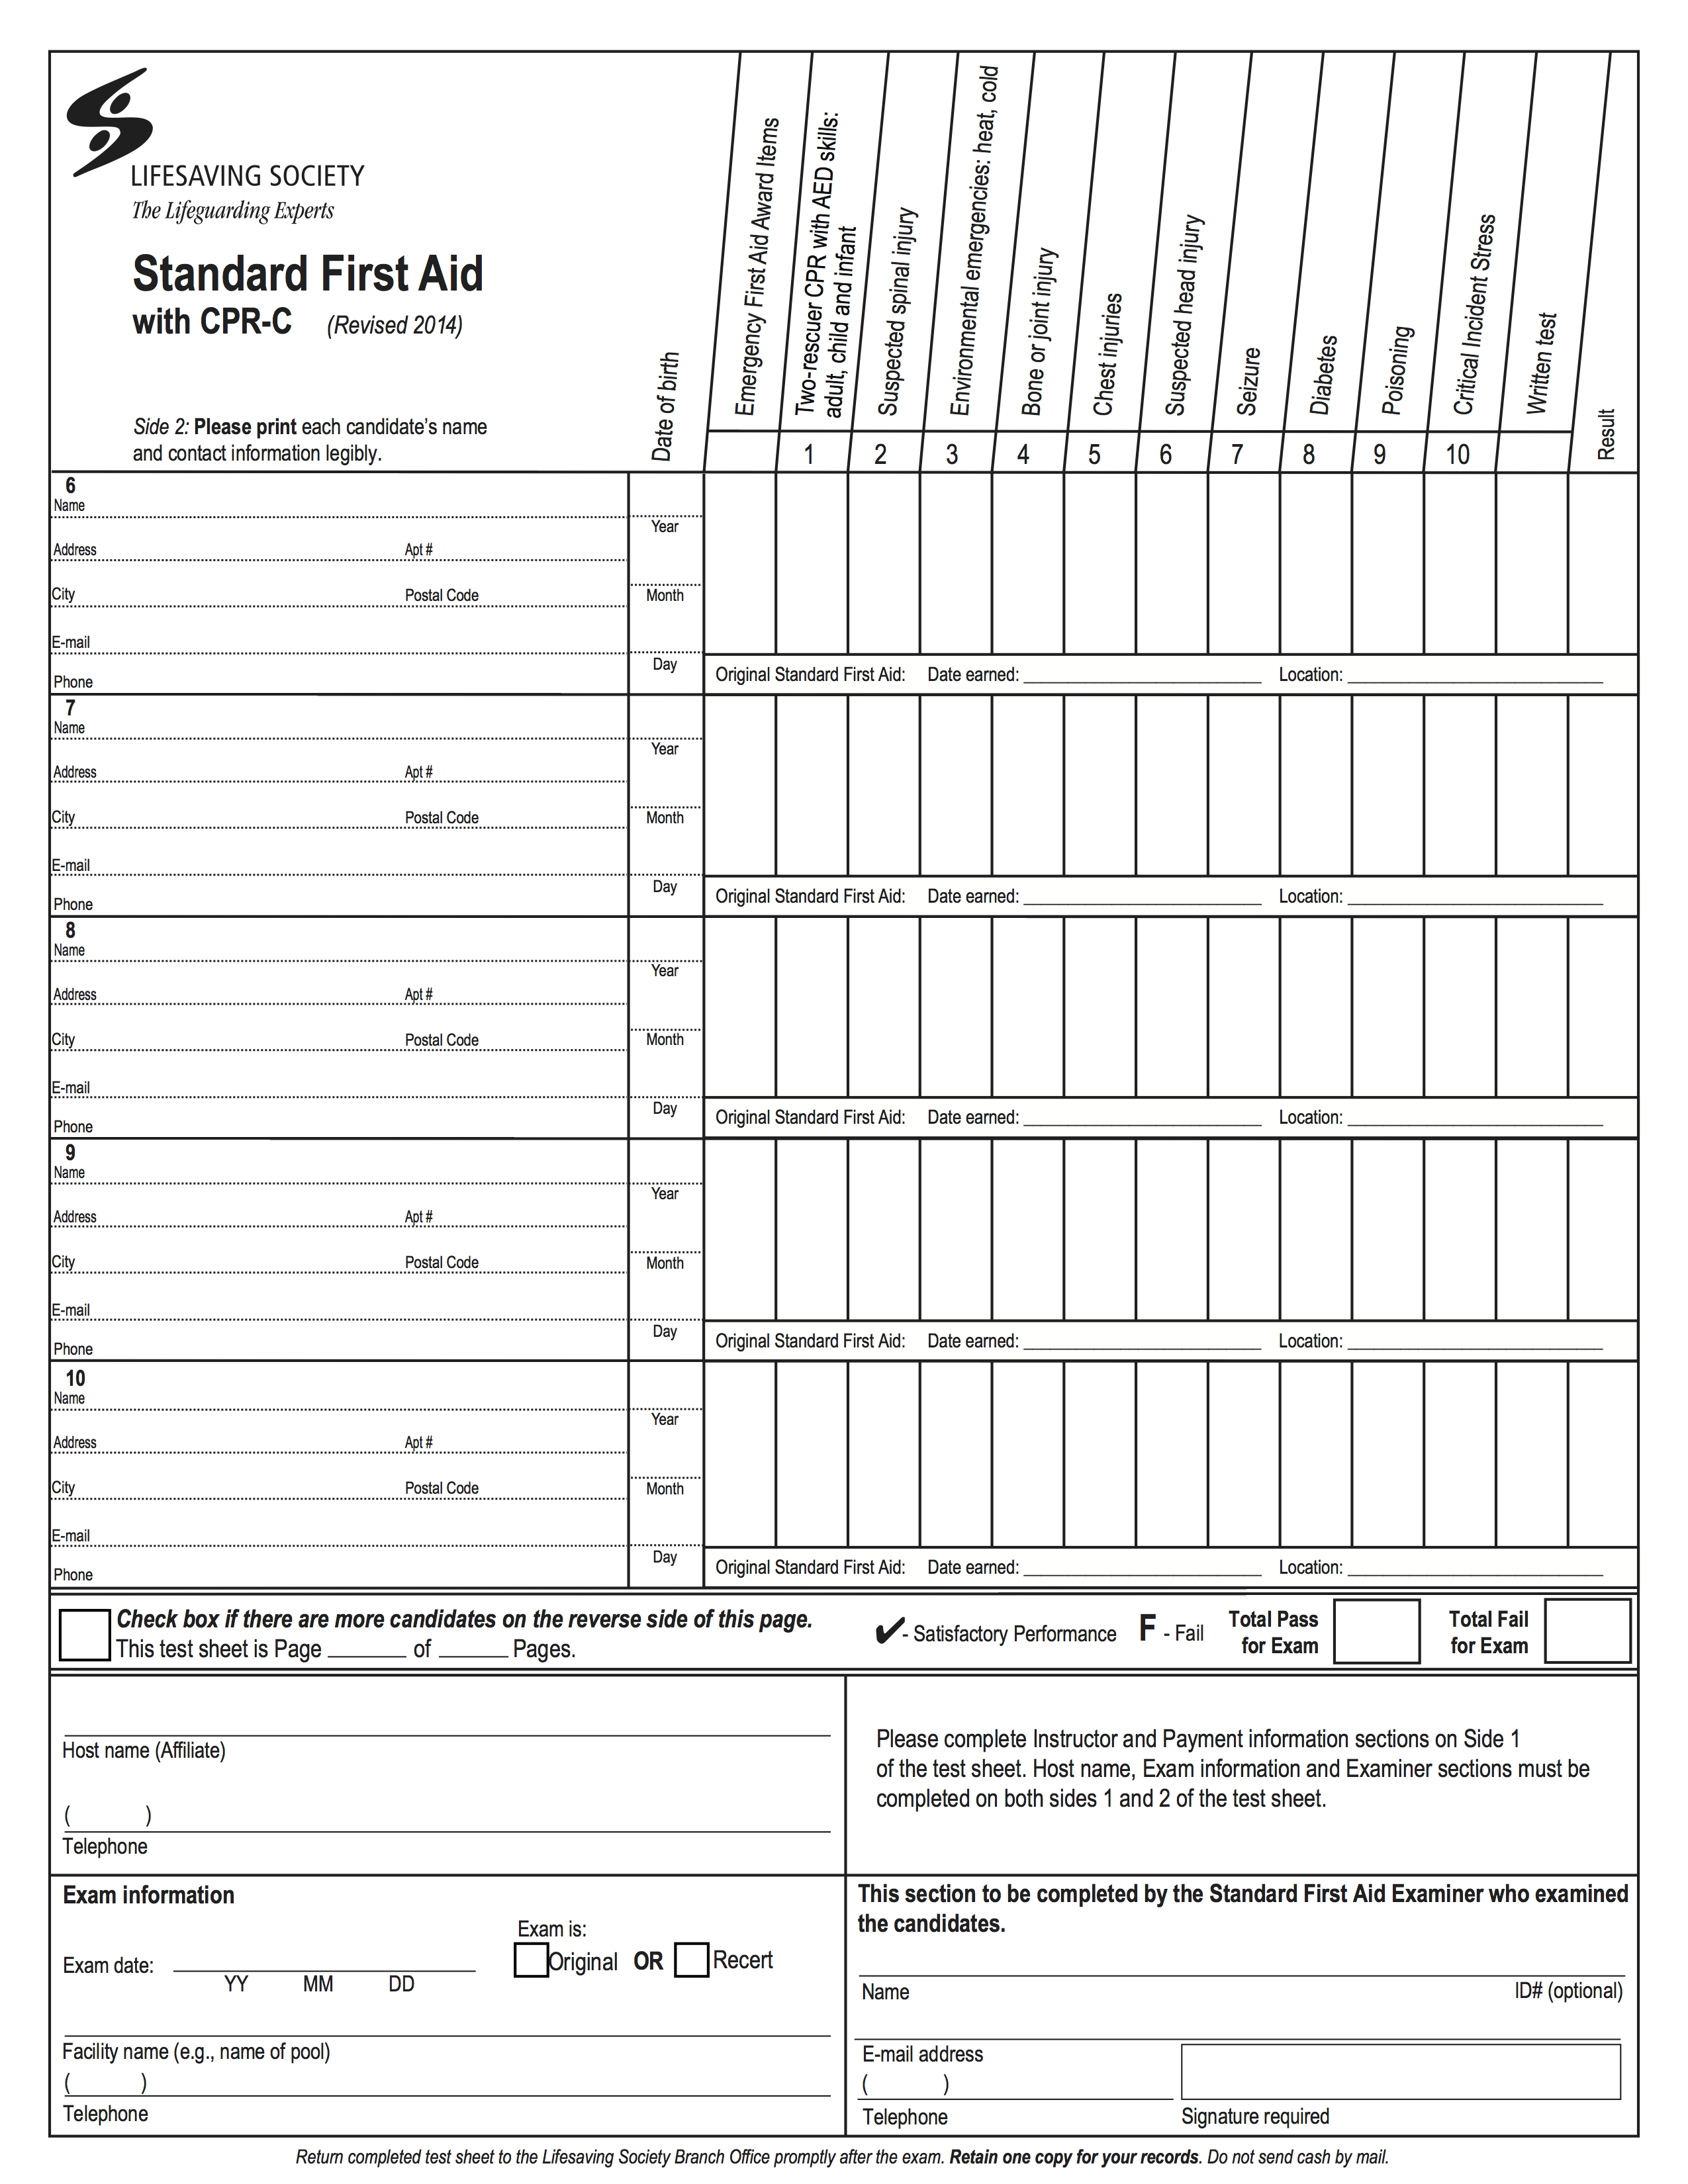 LIFESAVING SOCIETY
The Lifeguarding Experts
Standard First Aid
with CPR-C (Revised 2014)
Side 2: Please print each candidate's name
and contact information legibly.
Date of birth
Emergency First Aid Award Items
Two-rescuer CPR with AED skills:
adult, child and infant
Suspected spinal injury
Environmental emergencies: heat, cold
Bone or joint injury
Chest injuries
Suspected head injury
Seizure
Diabetes
Poisoning
Critical Incident Stress
Written test
Result
1 2 3 4 5 6 7 8 9 10
6
Name
Year
Address Apt #
City Postal Code Month
E-mail
Day
Phone
Original Standard First Aid: Date earned: Location:
7
Name
Year
Address Apt #
City Postal Code Month
E-mail
Day
Phone
Original Standard First Aid: Date earned: Location:
8
Name
Year
Address Apt #
City Postal Code Month
E-mail
Day
Phone
Original Standard First Aid: Date earned: Location:
9
Name
Year
Address Apt #
City Postal Code Month
E-mail
Day
Phone
Original Standard First Aid: Date earned: Location:
10
Name
Year
Address Apt #
City Postal Code Month
E-mail
Day
Phone
Original Standard First Aid: Date earned: Location:
Check box if there are more candidates on the reverse side of this page.
This test sheet is Page ______ of ______ Pages.
✔- Satisfactory Performance F - Fail
Total Pass
for Exam
Total Fail
for Exam
Host name (Affiliate)
( )
Telephone
Please complete Instructor and Payment information sections on Side 1
of the test sheet. Host name, Exam information and Examiner sections must be
completed on both sides 1 and 2 of the test sheet.
Exam information
Exam is:
Exam date: Original OR Recert
YY MM DD
Facility name (e.g., name of pool)
( )
Telephone
This section to be completed by the Standard First Aid Examiner who examined
the candidates.
Name ID# (optional)
E-mail address
( )
Telephone Signature required
Return completed test sheet to the Lifesaving Society Branch Office promptly after the exam. Retain one copy for your records. Do not send cash by mail.